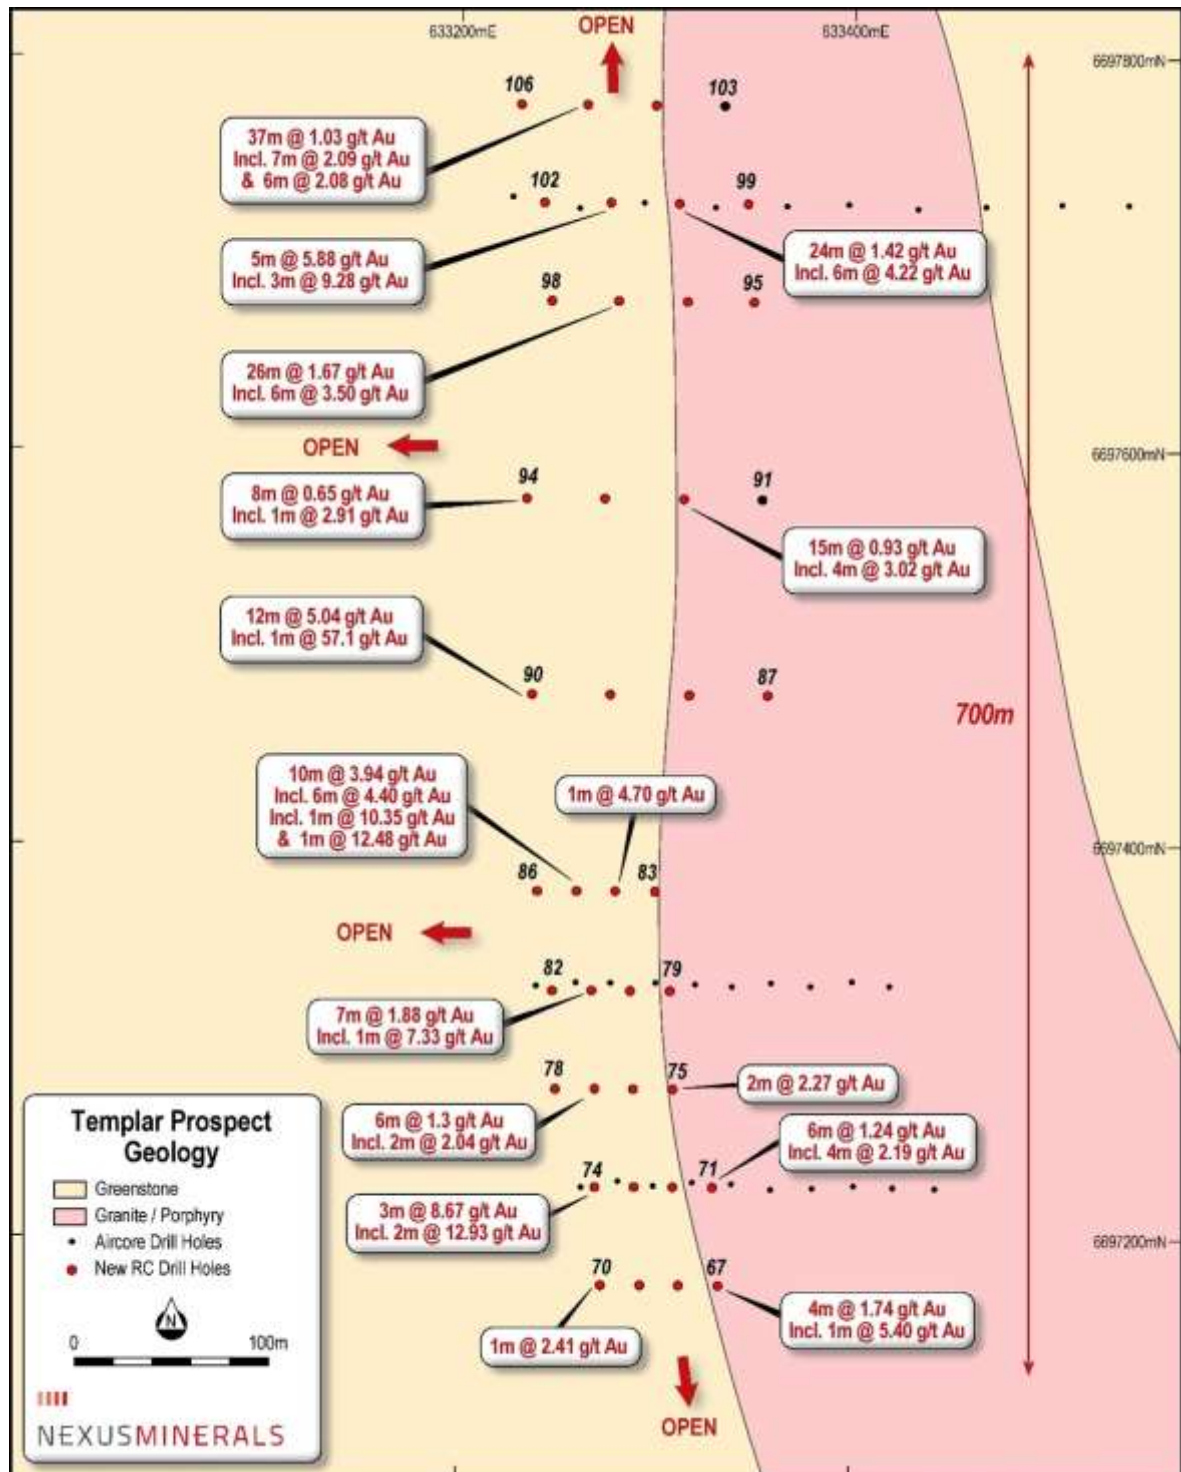 OPEN
633200mE
633400mE
6697800mN
106
103
37m @ 1.03 g/t Au
Incl. 7m @ 2.09 g/t Au
& 6m @ 2.08 g/t Au
102
99
5m @ 5.88 g/t Au
Incl. 3m @ 9.28 g/t Au
24m @ 1.42 g/t Au
Incl. 6m @ 4.22 g/t Au
98
95
26m @ 1.67 g/t Au
Incl. 6m @ 3.50 g/t Au
OPEN
6697600mN
94
91
8m @ 0.65 g/t Au
Incl. 1m @ 2.91 g/t Au
15m @ 0.93 g/t Au
Incl. 4m @ 3.02 g/t Au
12m @ 5.04 g/t Au
Incl. 1m @ 57.1 g/t Au
90
87
700m
10m @ 3.94 g/t Au
Incl. 6m @ 4.40 g/t Au
Incl. 1m @ 10.35 g/t Au
& 1m @ 12.48 g/t Au
1m @ 4.70 g/t Au
6697400mN
86
83
OPEN
82
79
7m @ 1.88 g/t Au
Incl. 1m @ 7.33 g/t Au
78
75
2m @ 2.27 g/t Au
6m @ 1.3 g/t Au
Incl. 2m @ 2.04 g/t Au
6m @ 1.24 g/t Au
Incl. 4m @ 2.19 g/t Au
74
71
3m @ 8.67 g/t Au
Incl. 2m @ 12.93 g/t Au
6697200mN
70
67
4m @ 1.74 g/t Au
Incl. 1m @ 5.40 g/t Au
1m @ 2.41 g/t Au
OPEN
Templar Prospect
Geology
Greenstone
Granite / Porphyry
Aircore Drill Holes
New RC Drill Holes
N
0 100m
NEXUSMINERALS